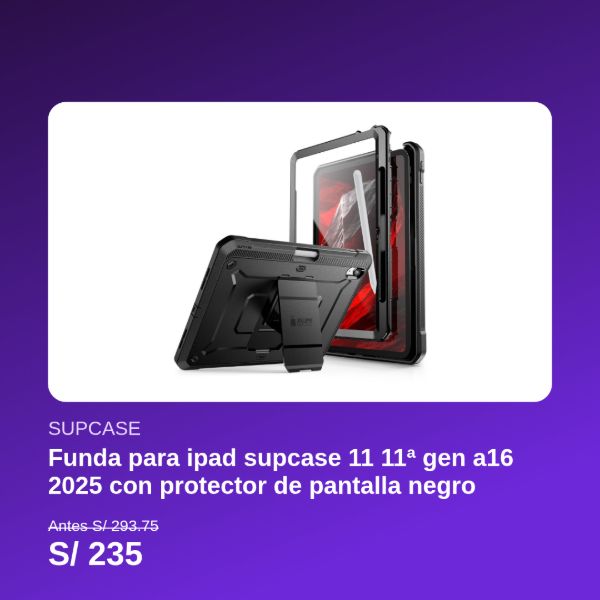 SUPCASE
Funda para ipad supcase 11 11ª gen a16
2025 con protector de pantalla negro
Antes S/ 293.75
S/ 235